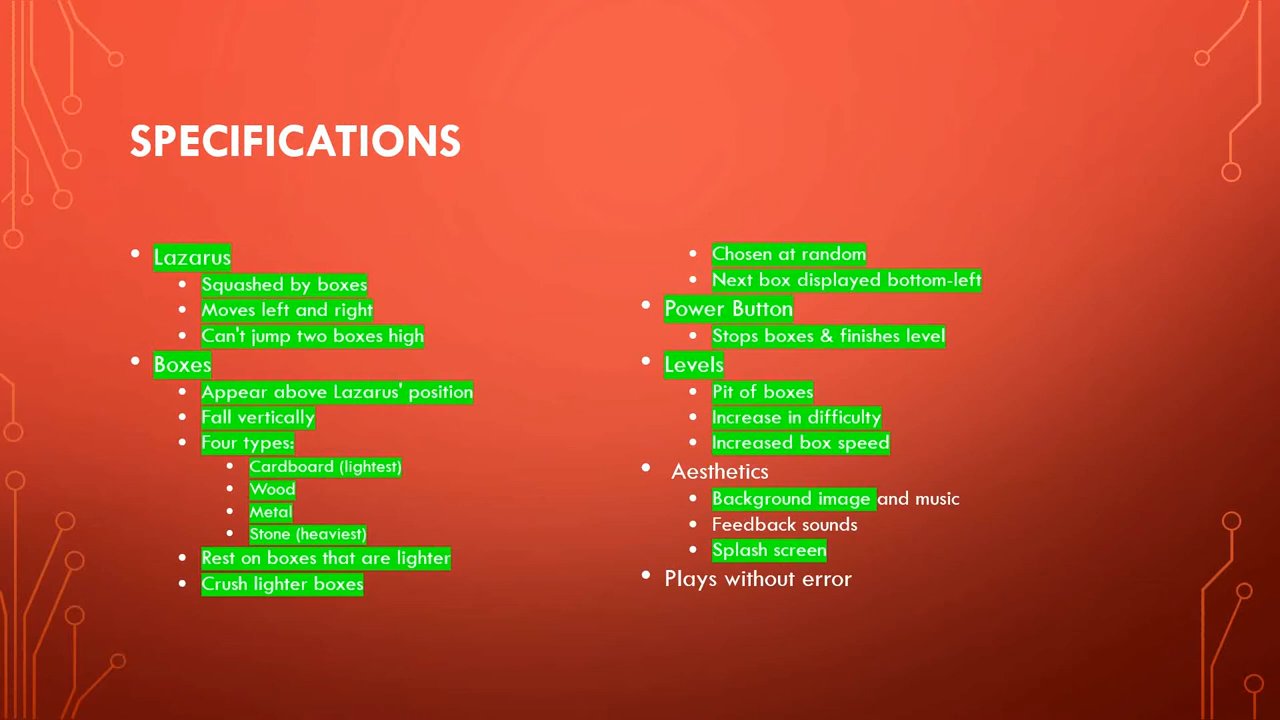 SPECIFICATIONS
Lazarus
Squashed by boxes
Moves left and right
Can't jump two boxes high
Boxes
Appear above Lazarus' position
Fall vertically
Four types:
Cardboard (lightest)
Wood
Metal
Stone (heaviest)
Rest on boxes that are lighter
Crush lighter boxes
Chosen at random
Next box displayed bottom-left
Power Button
Stops boxes & finishes level
Levels
Pit of boxes
Increase in difficulty
Increased box speed
Aesthetics
Background image and music
Feedback sounds
Splash screen
Plays without error